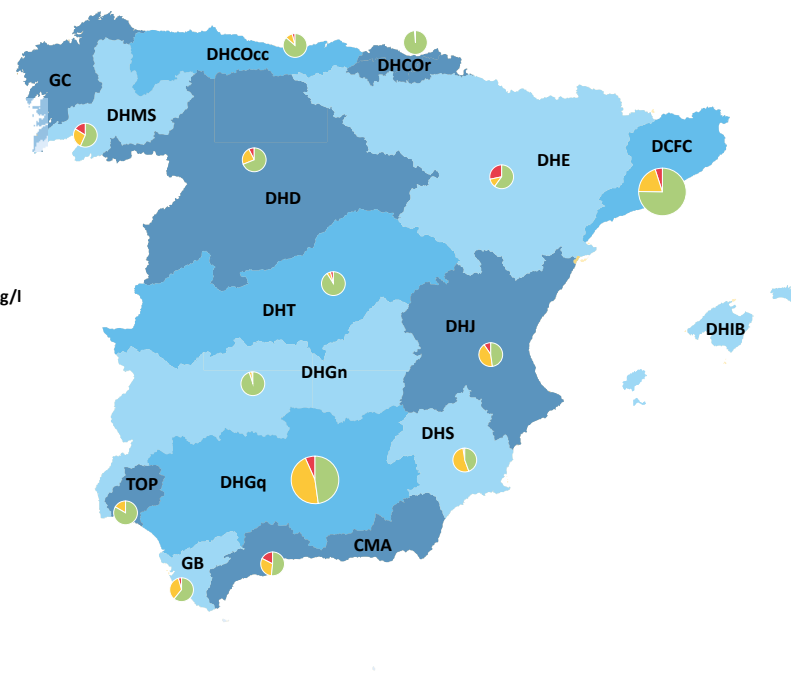 DHCOcc
DHCOr
GC
DHMS
DHE
DCFC
DHD
g/l
DHT
DHJ
DHIB
DHGn
DHS
TOP
DHGq
CMA
GB